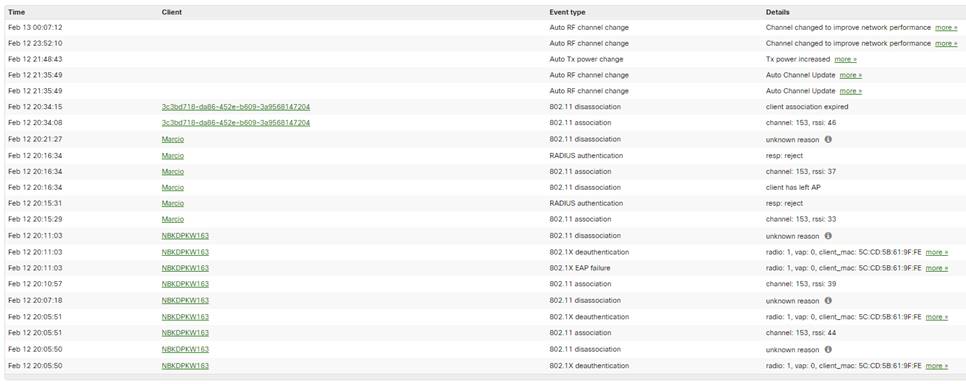 Time Client Event type Details
Feb 13 00:07:12 Auto RF channel change Channel changed to improve network performance more »
Feb 12 23:52:10 Auto RF channel change Channel changed to improve network performance more »
Feb 12 21:48:43 Auto Tx power change Tx power increased more »
Feb 12 21:35:49 Auto RF channel change Auto Channel Update more »
Feb 12 21:35:49 Auto RF channel change Auto Channel Update more »
Feb 12 20:34:15 3c3bd718-da86-452e-b609-3a9568147204 802.11 disassociation client association expired
Feb 12 20:34:08 3c3bd718-da86-452e-b609-3a9568147204 802.11 association channel: 153, rssi: 46
Feb 12 20:21:27 Marcio 802.11 disassociation unknown reason
Feb 12 20:16:34 Marcio RADIUS authentication resp: reject
Feb 12 20:16:34 Marcio 802.11 association channel: 153, rssi: 37
Feb 12 20:16:34 Marcio 802.11 disassociation client has left AP
Feb 12 20:15:31 Marcio RADIUS authentication resp: reject
Feb 12 20:15:29 Marcio 802.11 association channel: 153, rssi: 33
Feb 12 20:11:03 NBKDPKW163 802.11 disassociation unknown reason
Feb 12 20:11:03 NBKDPKW163 802.1X deauthentication radio: 1, vap: 0, client_mac: 5C:CD:5B:61:9F:FE more »
Feb 12 20:11:03 NBKDPKW163 802.1X EAP failure radio: 1, vap: 0, client_mac: 5C:CD:5B:61:9F:FE more »
Feb 12 20:10:57 NBKDPKW163 802.11 association channel: 153, rssi: 39
Feb 12 20:07:18 NBKDPKW163 802.11 disassociation unknown reason
Feb 12 20:05:51 NBKDPKW163 802.1X deauthentication radio: 1, vap: 0, client_mac: 5C:CD:5B:61:9F:FE more »
Feb 12 20:05:51 NBKDPKW163 802.11 association channel: 153, rssi: 44
Feb 12 20:05:50 NBKDPKW163 802.11 disassociation unknown reason
Feb 12 20:05:50 NBKDPKW163 802.1X deauthentication radio: 1, vap: 0, client_mac: 5C:CD:5B:61:9F:FE more »